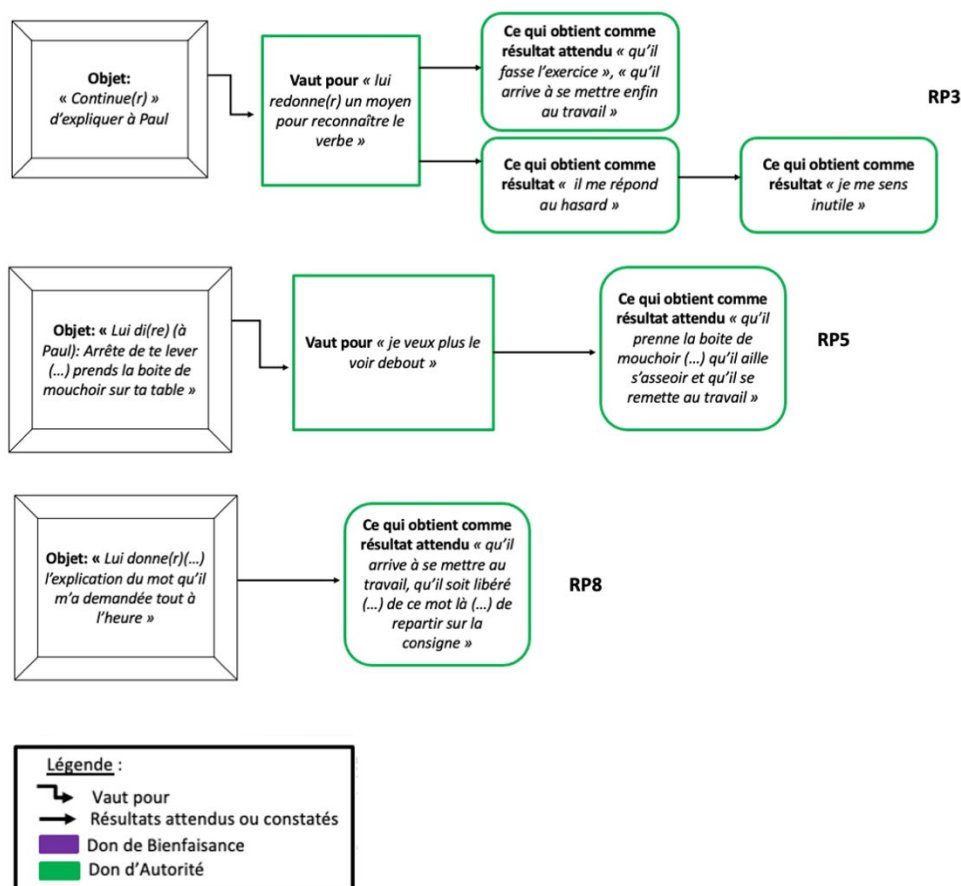 Objet:
« Continue(r) »
d'expliquer à Paul
Vaut pour « lui
redonne(r) un moyen
pour reconnaître le
verbe »
Ce qui obtient comme
résultat attendu « qu'il
fasse l'exercice », « qu'il
arrive à se mettre enfin
au travail »
RP3
Ce qui obtient comme
résultat « il me répond
au hasard »
Ce qui obtient comme
résultat « je me sens
inutile »
Objet: « Lui di(re) (à
Paul): Arrête de te lever
(...) prends la boite de
mouchoir sur ta table »
Vaut pour « je veux plus le
voir debout »
Ce qui obtient comme
résultat attendu « qu'il
prenne la boite de
mouchoir (...) qu'il aille
s'asseoir et qu'il se
remette au travail »
RP5
Objet: « Lui donne(r)(...)
l'explication du mot qu'il
m'a demandée tout à
l'heure »
Ce qui obtient comme
résultat attendu « qu'il
arrive à se mettre au
travail, qu'il soit libéré
(...) de ce mot là (...) de
repartir sur la
consigne »
RP8
Légende :
Vaut pour
Résultats attendus ou constatés
Don de Bienfaisance
Don d'Autorité